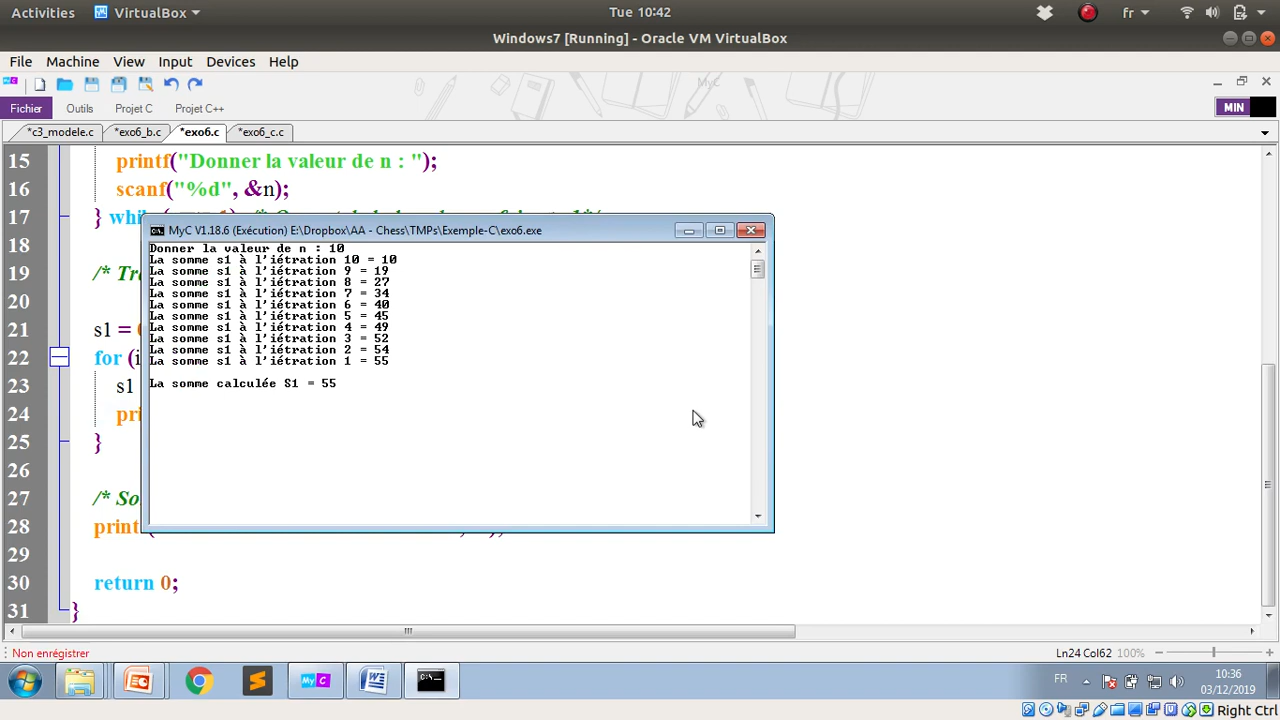 Activities VirtualBox Tue 10:42 fr
Windows7 [Running] - Oracle VM VirtualBox
File Machine View Input Devices Help
MyC
Fichier Outils Projet C Projet C++ MIN
*c3_modele.c *exo6_b.c *exo6.c *exo6_c.c
15 printf("Donner la valeur de n : ");
16 scanf("%d", &n);
17 } whi
MyC V1.18.6 (Exécution) E:\Dropbox\AA - Chess\TMPs\Exemple-C\exo6.exe
Donner la valeur de n : 10
La somme s1 à l'iétration 10 = 10
La somme s1 à l'iétration 9 = 19
La somme s1 à l'iétration 8 = 27
La somme s1 à l'iétration 7 = 34
La somme s1 à l'iétration 6 = 40
La somme s1 à l'iétration 5 = 45
La somme s1 à l'iétration 4 = 49
La somme s1 à l'iétration 3 = 52
La somme s1 à l'iétration 2 = 54
La somme s1 à l'iétration 1 = 55
La somme calculée S1 = 55
18
19 /* Tr
20
21 s1 =
22 for (i
23 s1
24 pri
25 }
26
27 /* So
28 print
29
30 return 0;
31 }
Non enrégistrer Ln24 Col62 100%
MyC FR 10:36
03/12/2019
Right Ctrl